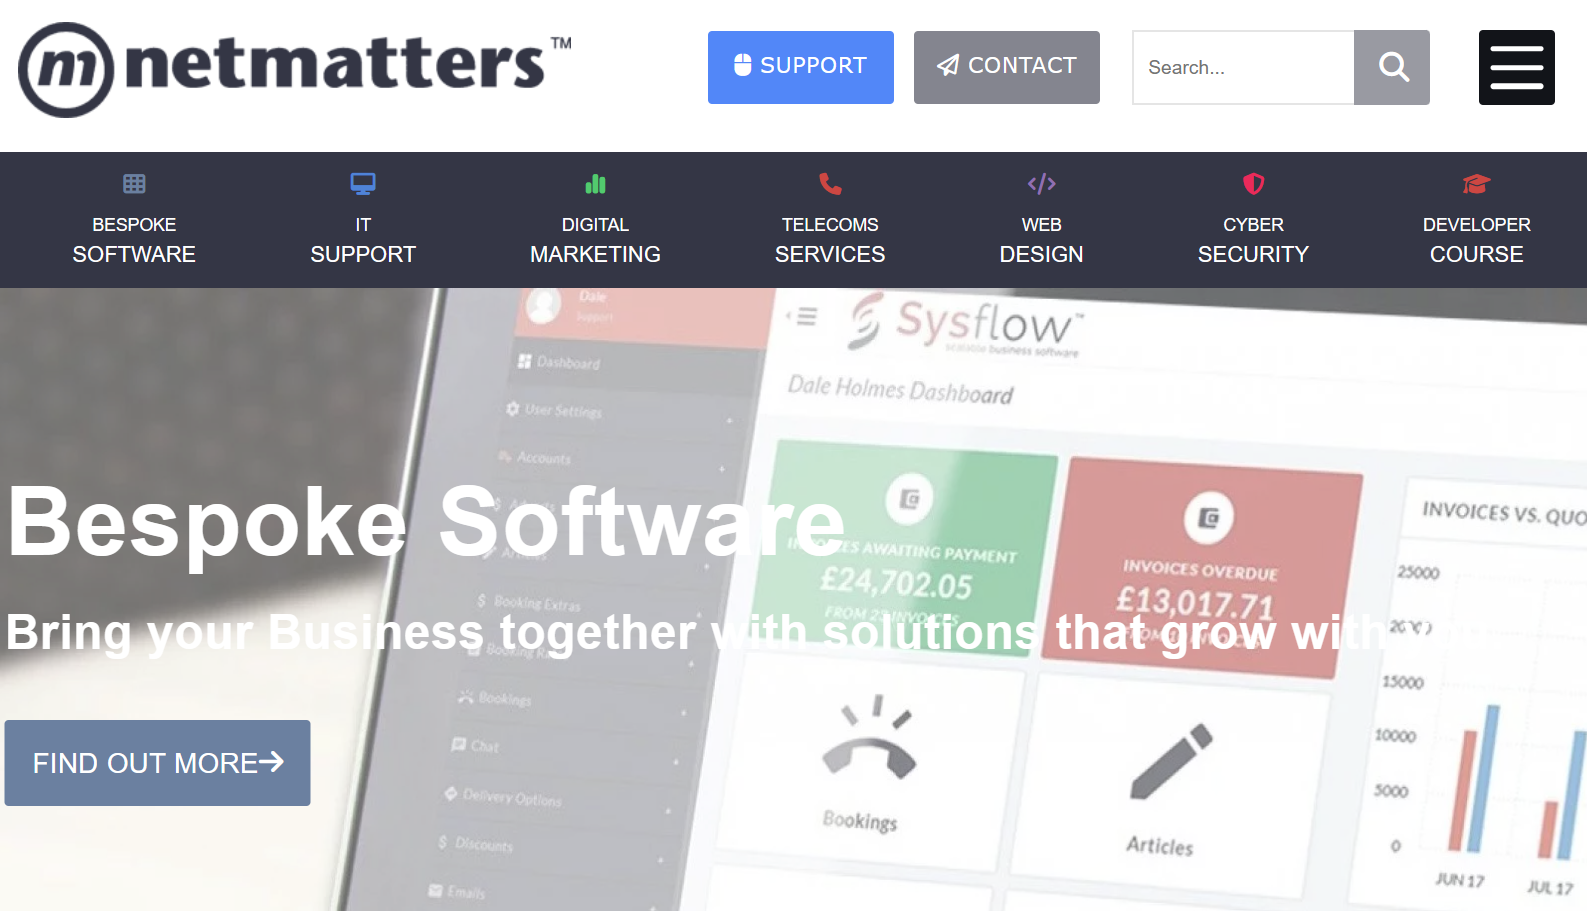 netmatters™
SUPPORT
CONTACT
Search...
BESPOKE
SOFTWARE
IT
SUPPORT
DIGITAL
MARKETING
TELECOMS
SERVICES
WEB
DESIGN
CYBER
SECURITY
DEVELOPER
COURSE
Dale
Support
Sysflow™
scalable business software
Dashboard
Dale Holmes Dashboard
User Settings
Accounts
Bespoke Software
INVOICES VS. QUO
INVOICES AWAITING PAYMENT
£24,702.05
FROM 23 INVOICES
INVOICES OVERDUE
£13,017.71
25000
Booking Extras
Bring your Business together with solutions that grow with
15000
10000
5000
0
JUN 17
JUL 17
FIND OUT MORE
Bookings
Chat
Delivery Options
Discounts
Emails
Bookings
Articles